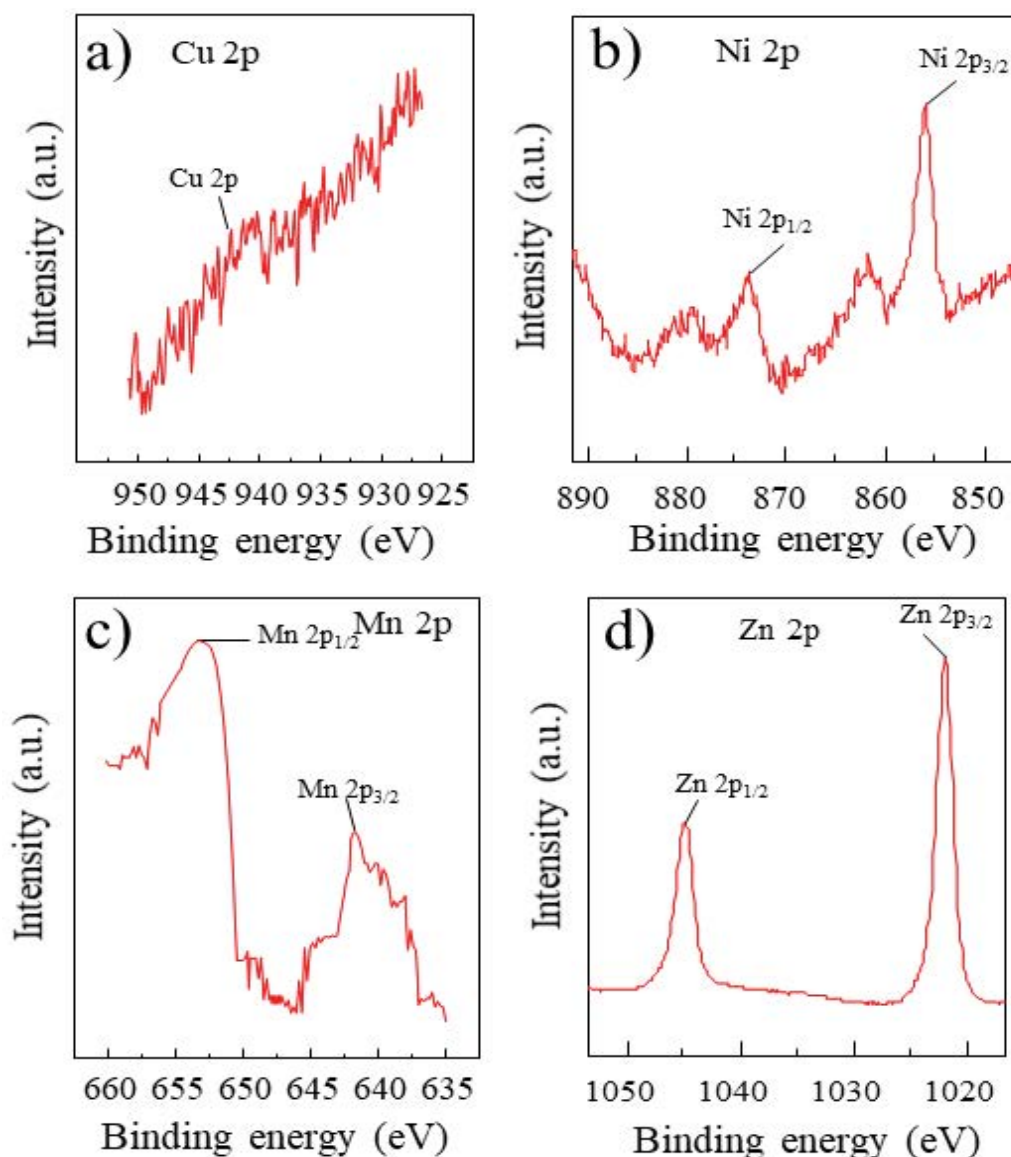 a) Cu 2p
Cu 2p
Intensity (a.u.)
950 945 940 935 930 925
Binding energy (eV)
b) Ni 2p
Ni 2p3/2
Ni 2p1/2
Intensity (a.u.)
890 880 870 860 850
Binding energy (eV)
c) Mn 2p
Mn 2p1/2
Mn 2p3/2
Intensity (a.u.)
660 655 650 645 640 635
Binding energy (eV)
d) Zn 2p
Zn 2p3/2
Zn 2p1/2
Intensity (a.u.)
1050 1040 1030 1020
Binding energy (eV)